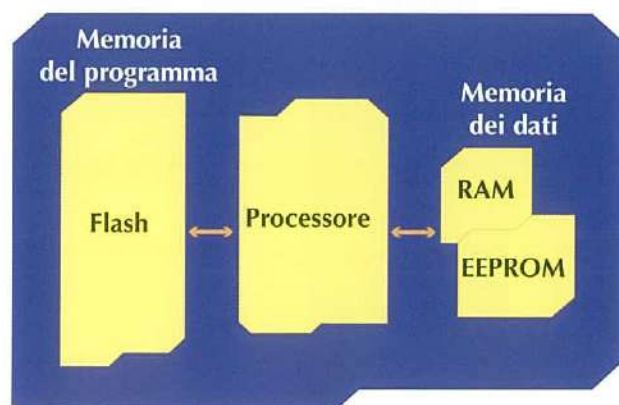 Memoria
del programma
Memoria
dei dati
Flash
Processore
RAM
EEPROM